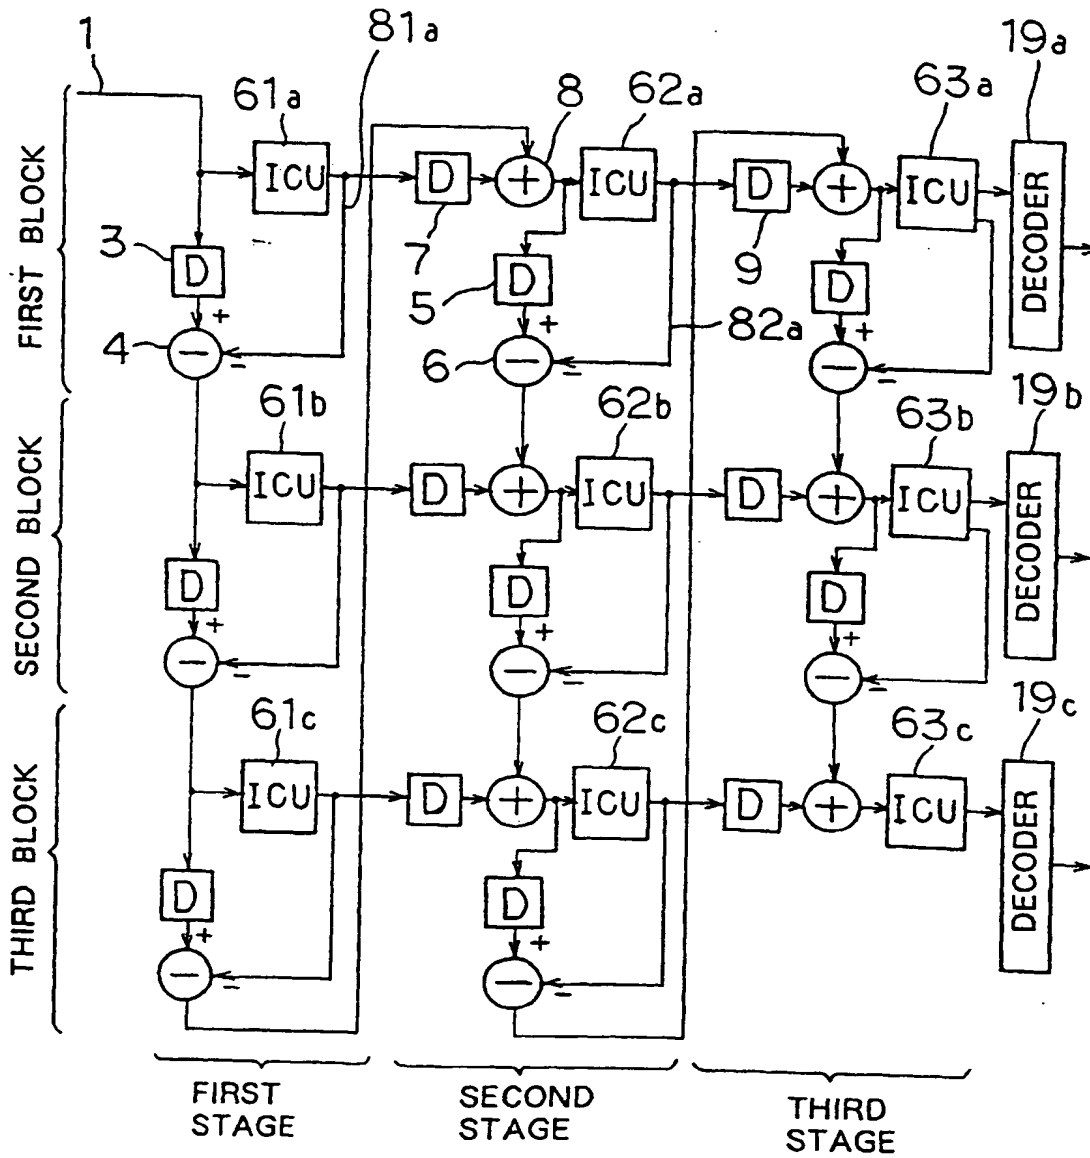 1
81a
19a
61a
8
62a
63a
ICU
D
+
ICU
D
+
ICU
DECODER
FIRST BLOCK
3
D
7
5
D
9
D
+
4
−
−
+
6
−
−
82a
+
−
−
19b
61b
62b
63b
SECOND BLOCK
ICU
D
+
ICU
D
+
ICU
DECODER
D
D
D
+
−
−
+
−
−
+
−
−
19c
61c
62c
63c
THIRD BLOCK
ICU
D
+
ICU
D
+
ICU
DECODER
D
D
+
−
−
+
−
−
FIRST
STAGE
SECOND
STAGE
THIRD
STAGE